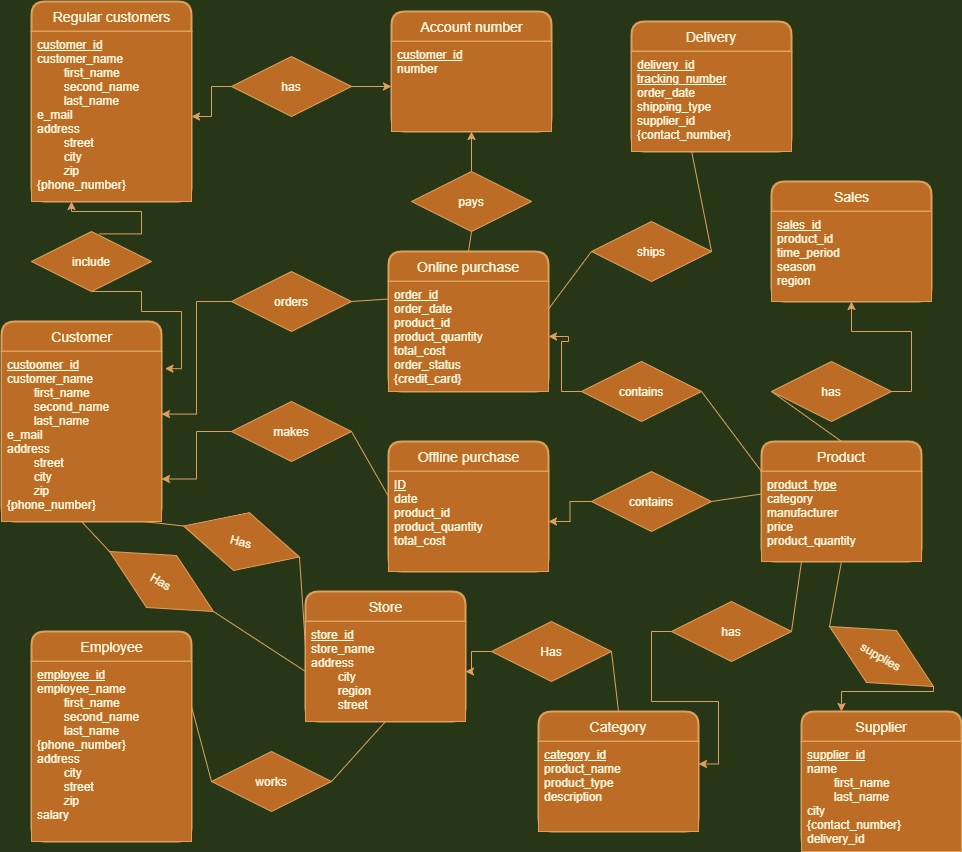 Regular customers
customer_id
customer_name
first_name
second_name
last_name
e_mail
address
street
city
zip
{phone_number}
has
Account number
customer_id
number
Delivery
delivery_id
tracking_number
order_date
shipping_type
supplier_id
{contact_number}
pays
ships
Sales
sales_id
product_id
time_period
season
region
include
orders
Online purchase
order_id
order_date
product_id
product_quantity
total_cost
order_status
{credit_card}
Customer
custoomer_id
customer_name
first_name
second_name
last_name
e_mail
address
street
city
zip
{phone_number}
makes
contains
has
Offline purchase
ID
date
product_id
product_quantity
total_cost
contains
Product
product_type
category
manufacturer
price
product_quantity
Has
Has
Store
store_id
store_name
address
city
region
street
Has
has
supplies
Employee
employee_id
employee_name
first_name
second_name
last_name
{phone_number}
address
city
street
zip
salary
works
Category
category_id
product_name
product_type
description
Supplier
supplier_id
name
first_name
last_name
city
{contact_number}
delivery_id